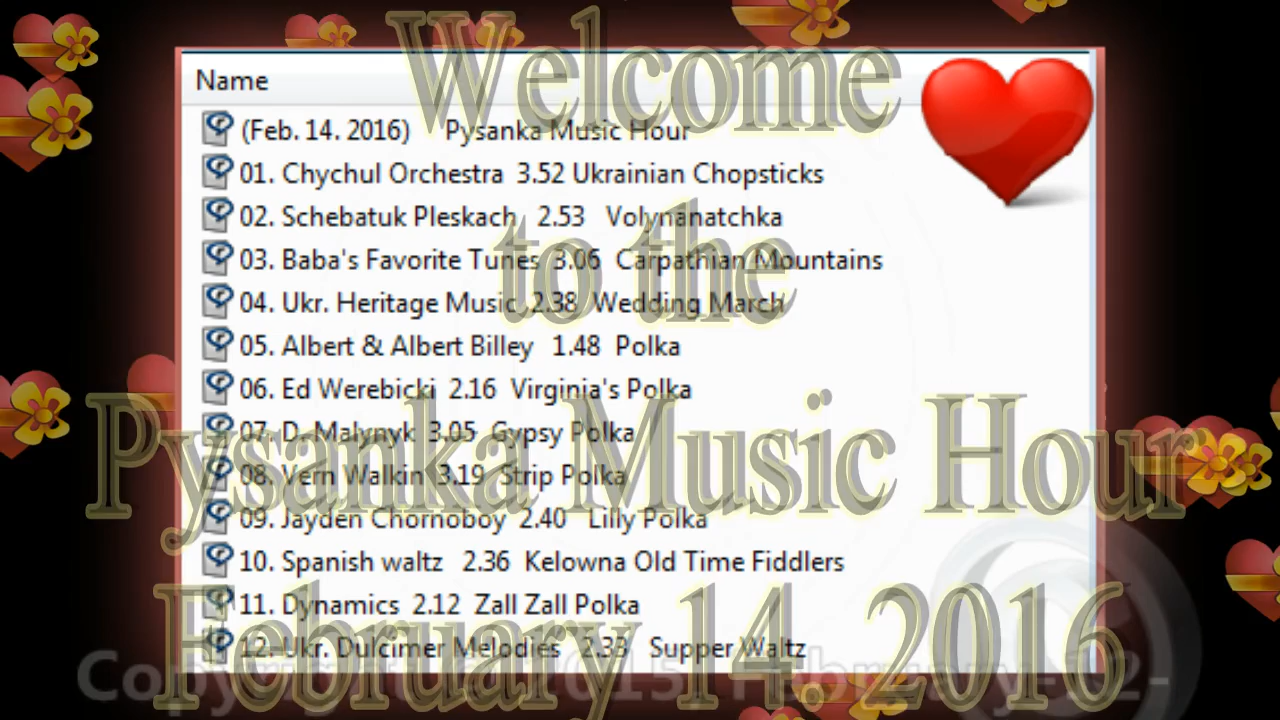 Welcome
to the
Pysanka Music Hour
February 14. 2016
Name
(Feb. 14. 2016) Pysanka Music Hour
01. Chychul Orchestra 3.52 Ukrainian Chopsticks
02. Schebatuk Pleskach 2.53 Volynanatchka
03. Baba's Favorite Tunes 3.06 Carpathian Mountains
04. Ukr. Heritage Music 2.38 Wedding March
05. Albert & Albert Billey 1.48 Polka
06. Ed Werebicki 2.16 Virginia's Polka
07. D. Malynyk 3.05 Gypsy Polka
08. Vern Walkin 3.19 Strip Polka
09. Jayden Chornoboy 2.40 Lilly Polka
10. Spanish waltz 2.36 Kelowna Old Time Fiddlers
11. Dynamics 2.12 Zall Zall Polka
12. Ukr. Dulcimer Melodies 2.33 Supper Waltz
Copyright 2015, February-12-